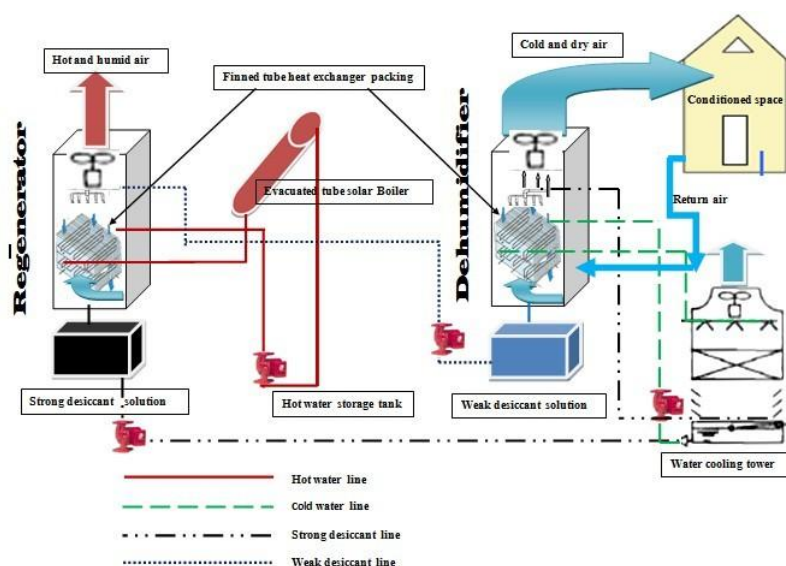 Hot and humid air
Cold and dry air
Finned tube heat exchanger packing
Conditioned space
Regenerator
Dehumidifier
Evacuated tube solar Boiler
Return air
Strong desiccant solution
Hot water storage tank
Weak desiccant solution
Water cooling tower
Hot water line
Cold water line
Strong desiccant line
Weak desiccant line